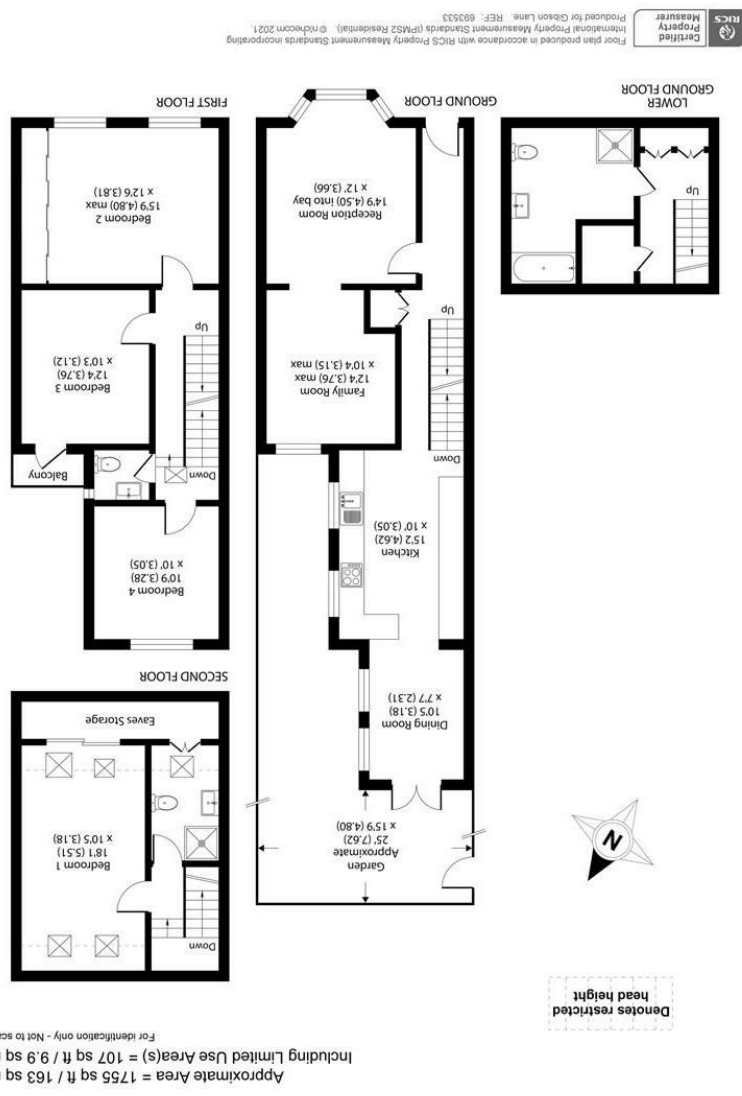 Approximate Area = 1755 sq ft / 163 sq
Including Limited Use Area(s) = 107 sq ft / 9.9 sq
For identification only - Not to sca
Denotes restricted
head height
N
LOWER
GROUND FLOOR
Up
Garden
Approximate
25' (7.62)
x 15'9 (4.80)
Dining Room
10'5 (3.18)
x 7'7 (2.31)
Kitchen
15'2 (4.62)
x 10' (3.05)
Down
Family Room
12'4 (3.76) max
x 10'4 (3.15) max
Up
Reception Room
14'9 (4.50) into bay
x 12' (3.66)
GROUND FLOOR
Down
Bedroom 1
18'1 (5.51)
x 10'5 (3.18)
Eaves Storage
SECOND FLOOR
Bedroom 4
10'9 (3.28)
x 10' (3.05)
Down
Balcony
Bedroom 3
12'4 (3.76)
x 10'3 (3.12)
Up
Bedroom 2
15'9 (4.80) max
x 12'6 (3.81)
FIRST FLOOR
RICS
Certified
Property
Measurer
Floor plan produced in accordance with RICS Property Measurement Standards incorporating
International Property Measurement Standards (IPMS2 Residential). ©nichecom 2021.
Produced for Gibson Lane. REF: 693533